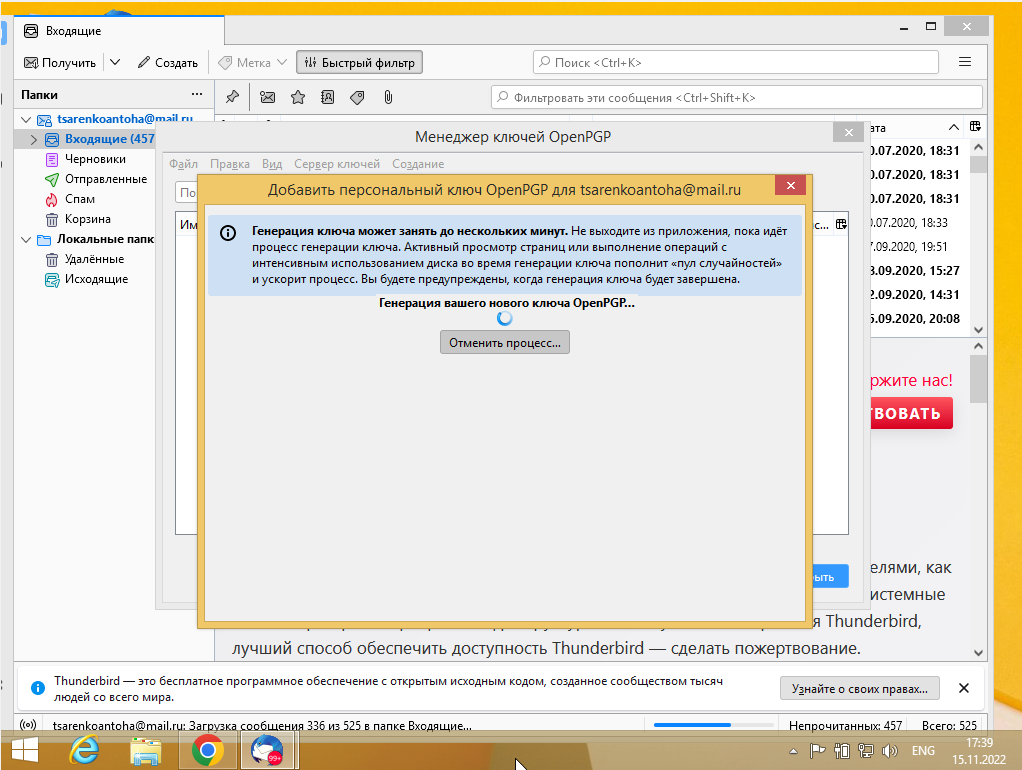 Входящие
Получить
Создать
Метка
Быстрый фильтр
Поиск <Ctrl+K>
Папки
Фильтровать эти сообщения <Ctrl+Shift+K>
tsarenkoantoha@mail.ru
Входящие (457
Черновики
Отправленные
Спам
Корзина
Локальные папк
Удалённые
Исходящие
ата
0.07.2020, 18:31
0.07.2020, 18:31
0.07.2020, 18:31
0.07.2020, 18:33
7.09.2020, 19:51
8.09.2020, 15:27
2.09.2020, 14:31
5.09.2020, 20:08
Менеджер ключей OpenPGP
Файл Правка Вид Сервер ключей Создание
По
Им
с...
Добавить персональный ключ OpenPGP для tsarenkoantoha@mail.ru
Генерация ключа может занять до нескольких минут. Не выходите из приложения, пока идёт
процесс генерации ключа. Активный просмотр страниц или выполнение операций с
интенсивным использованием диска во время генерации ключа пополнит «пул случайностей»
и ускорит процесс. Вы будете предупреждены, когда генерация ключа будет завершена.
Генерация вашего нового ключа OpenPGP...
Отменить процесс...
ржите нас!
ВОВАТЬ
ыть
елями, как
истемные
я Thunderbird,
лучший способ обеспечить доступность Thunderbird — сделать пожертвование.
Thunderbird — это бесплатное программное обеспечение с открытым исходным кодом, созданное сообществом тысяч
людей со всего мира.
Узнайте о своих правах...
tsarenkoantoha@mail.ru: Загрузка сообщения 336 из 525 в папке Входящие...
Непрочитанных: 457
Всего: 525
99+
ENG
17:39
15.11.2022